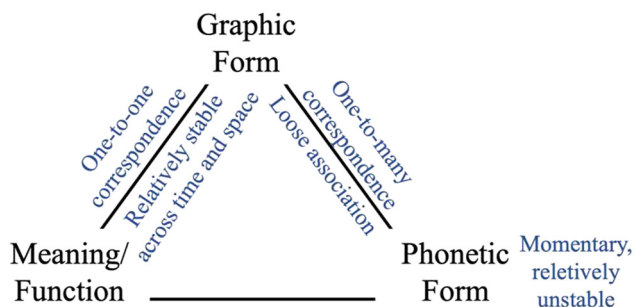 Graphic
Form
One-to-one
correspondence
Relatively stable
across time and space
One-to-many
correspondence
Loose association
Meaning/
Function
Phonetic
Form
Momentary,
reletively
unstable